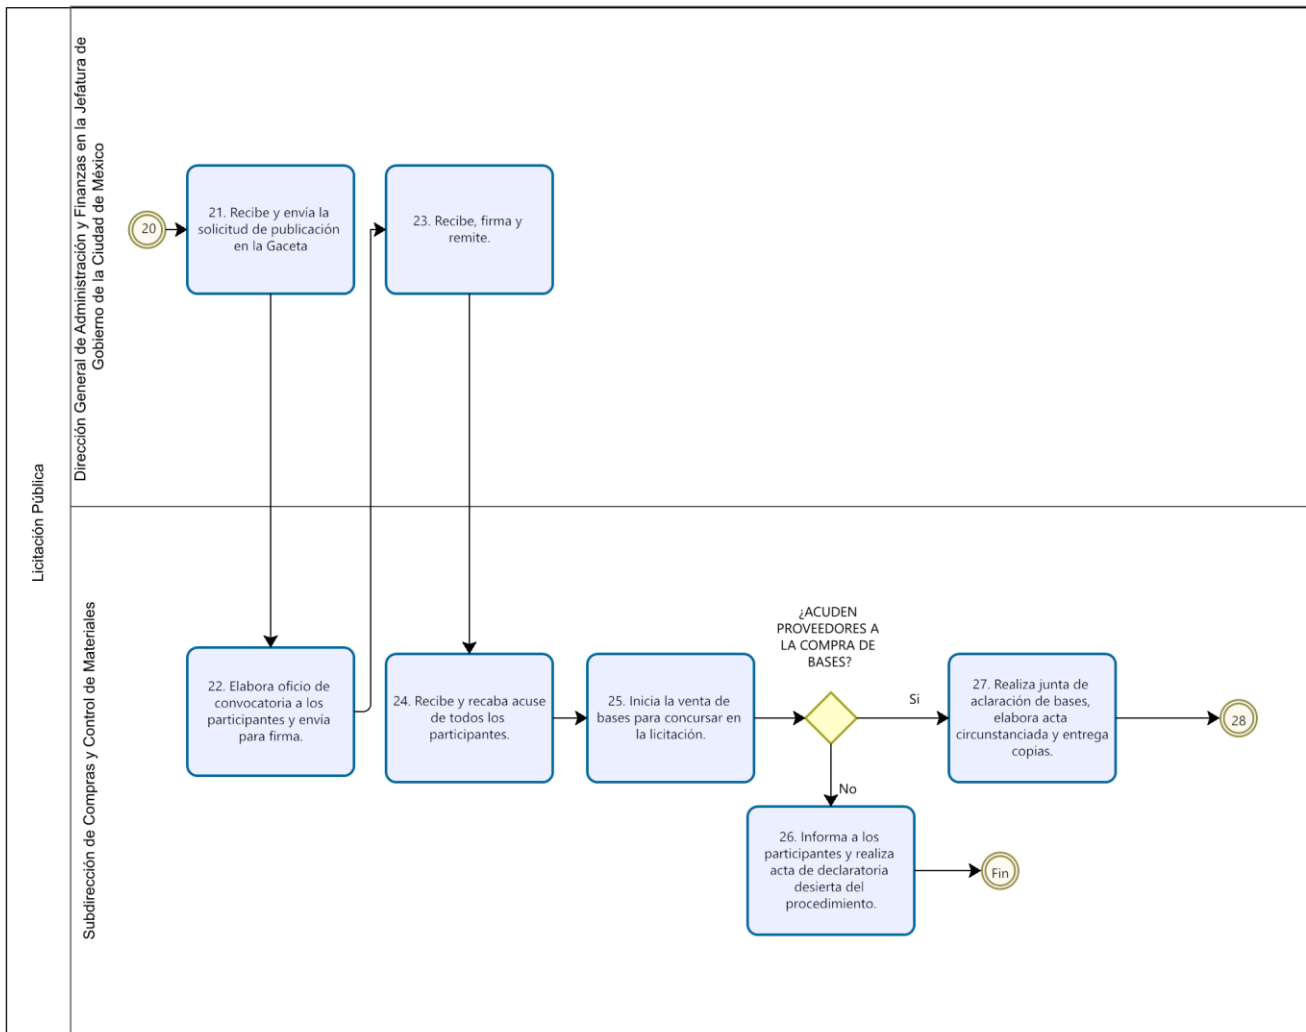 Licitación Pública
Dirección General de Administración y Finanzas en la Jefatura de
Gobierno de la Ciudad de México
20
21. Recibe y envía la
solicitud de publicación
en la Gaceta
23. Recibe, firma y
remite.
Subdirección de Compras y Control de Materiales
22. Elabora oficio de
convocatoria a los
participantes y envía
para firma.
24. Recibe y recaba acuse
de todos los
participantes.
25. Inicia la venta de
bases para concursar en
la licitación.
¿ACUDEN
PROVEEDORES A
LA COMPRA DE
BASES?
Si
27. Realiza junta de
aclaración de bases,
elabora acta
circunstanciada y entrega
copias.
28
No
26. Informa a los
participantes y realiza
acta de declaratoria
desierta del
procedimiento.
Fin